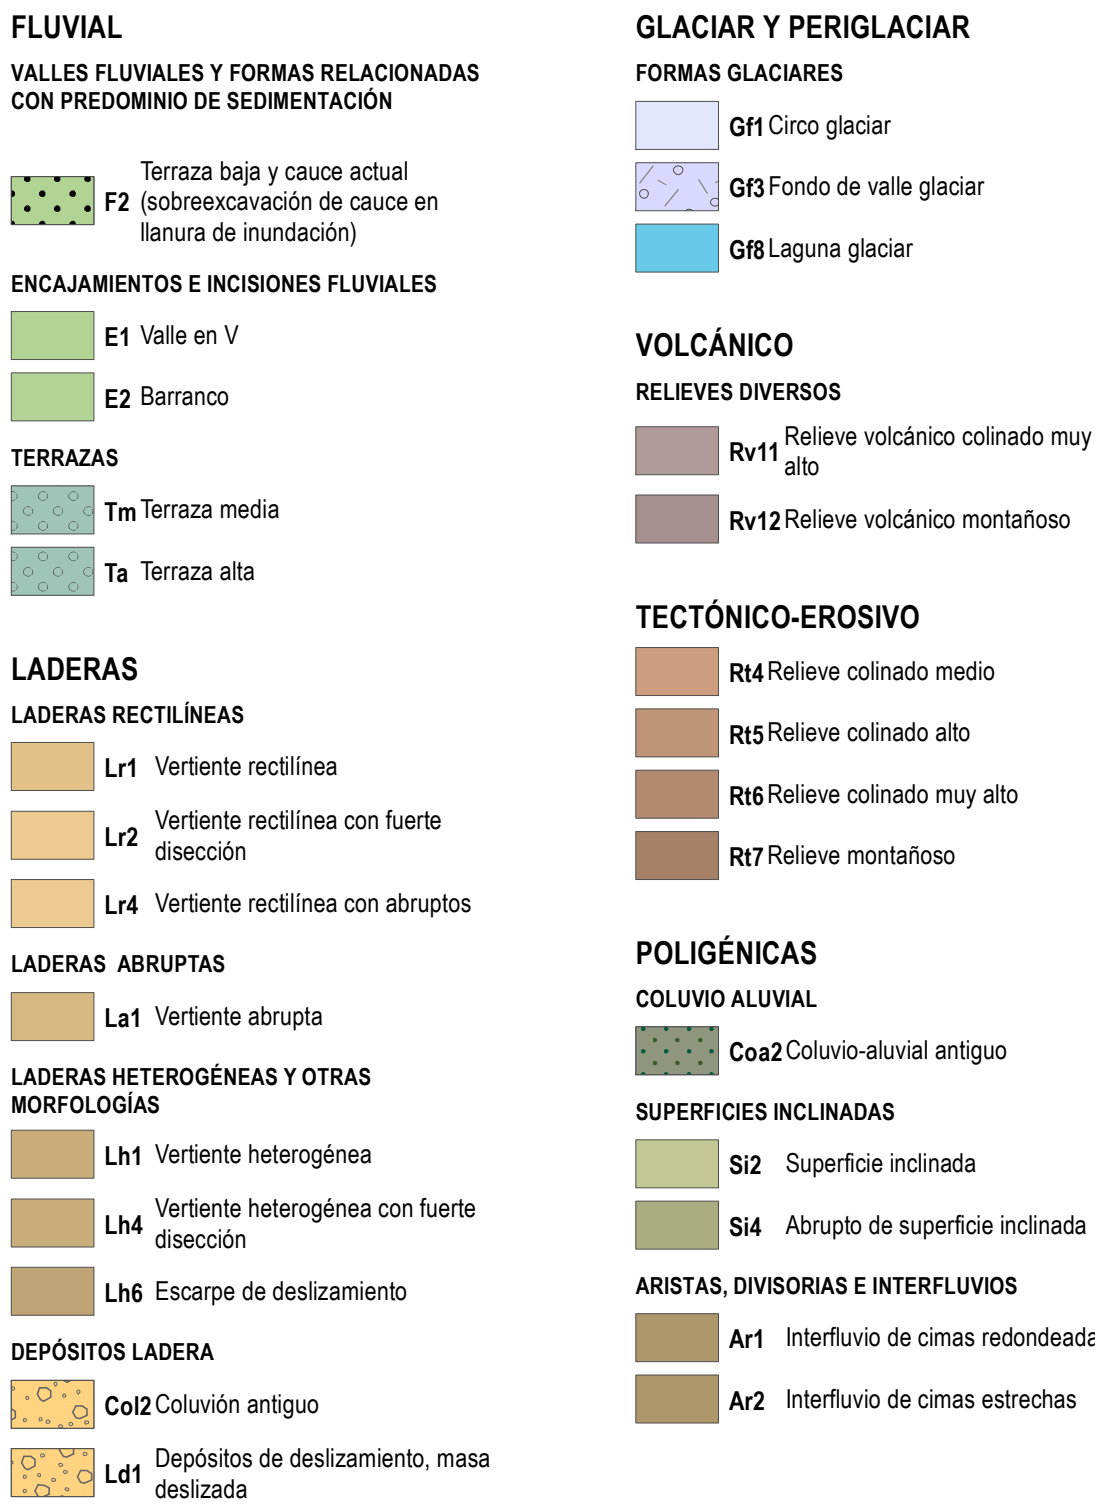 FLUVIAL
VALLES FLUVIALES Y FORMAS RELACIONADAS
CON PREDOMINIO DE SEDIMENTACIÓN
F2 Terraza baja y cauce actual
(sobreexcavación de cauce en
llanura de inundación)
ENCAJAMIENTOS E INCISIONES FLUVIALES
E1 Valle en V
E2 Barranco
TERRAZAS
Tm Terraza media
Ta Terraza alta
LADERAS
LADERAS RECTILÍNEAS
Lr1 Vertiente rectilínea
Lr2 Vertiente rectilínea con fuerte
disección
Lr4 Vertiente rectilínea con abruptos
LADERAS ABRUPTAS
La1 Vertiente abrupta
LADERAS HETEROGÉNEAS Y OTRAS
MORFOLOGÍAS
Lh1 Vertiente heterogénea
Lh4 Vertiente heterogénea con fuerte
disección
Lh6 Escarpe de deslizamiento
DEPÓSITOS LADERA
Col2 Coluvión antiguo
Ld1 Depósitos de deslizamiento, masa
deslizada
GLACIAR Y PERIGLACIAR
FORMAS GLACIARES
Gf1 Circo glaciar
Gf3 Fondo de valle glaciar
Gf8 Laguna glaciar
VOLCÁNICO
RELIEVES DIVERSOS
Rv11 Relieve volcánico colinado muy
alto
Rv12 Relieve volcánico montañoso
TECTÓNICO-EROSIVO
Rt4 Relieve colinado medio
Rt5 Relieve colinado alto
Rt6 Relieve colinado muy alto
Rt7 Relieve montañoso
POLIGÉNICAS
COLUVIO ALUVIAL
Coa2 Coluvio-aluvial antiguo
SUPERFICIES INCLINADAS
Si2 Superficie inclinada
Si4 Abrupto de superficie inclinada
ARISTAS, DIVISORIAS E INTERFLUVIOS
Ar1 Interfluvio de cimas redondeada
Ar2 Interfluvio de cimas estrechas